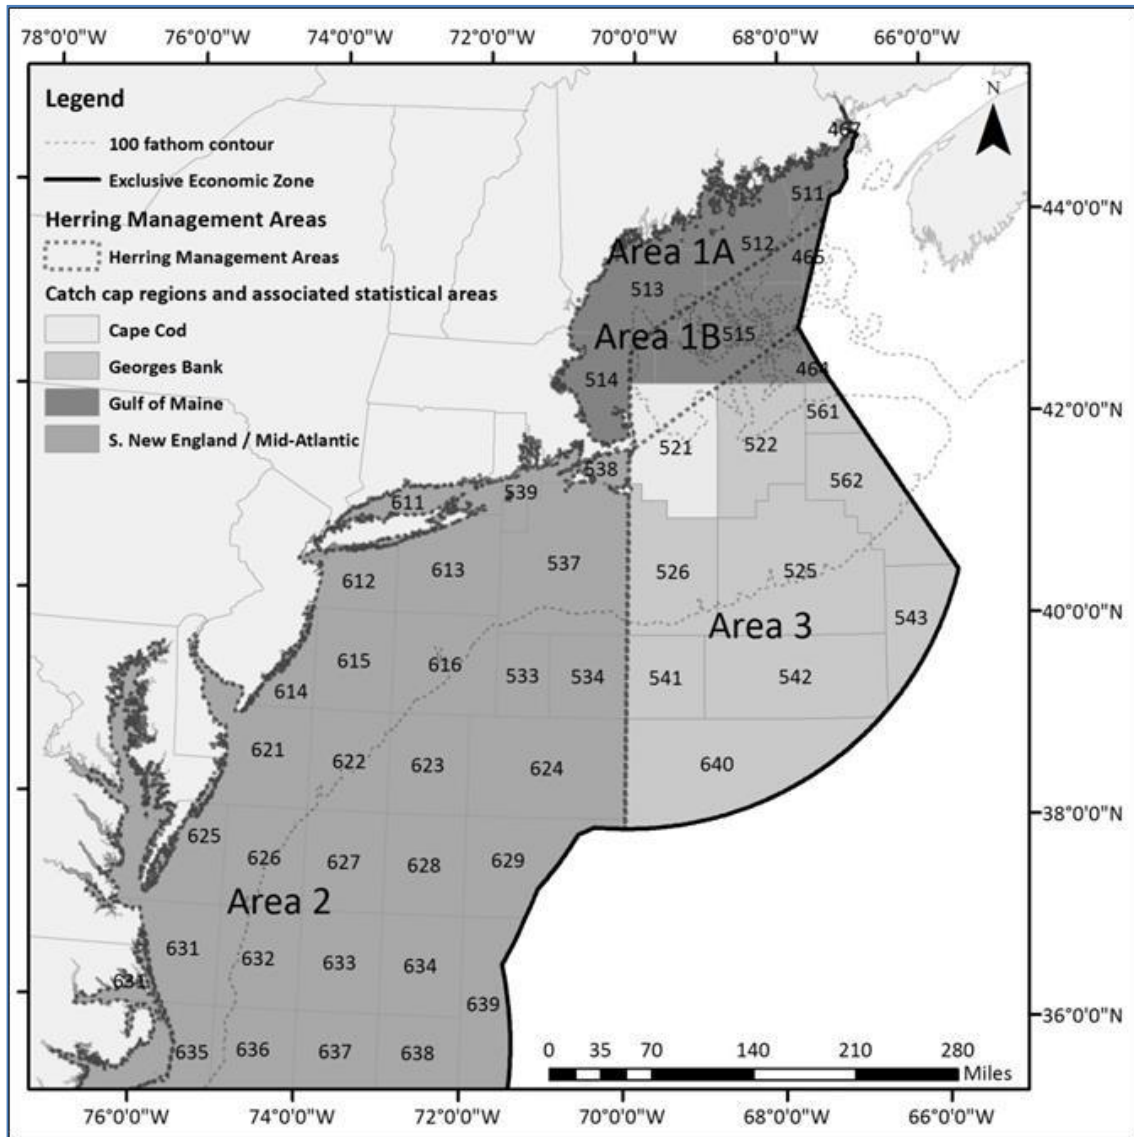 78°0'0"W 76°0'0"W 74°0'0"W 72°0'0"W 70°0'0"W 68°0'0"W 66°0'0"W
Legend
100 fathom contour
Exclusive Economic Zone
Herring Management Areas
Herring Management Areas
Catch cap regions and associated statistical areas
Cape Cod
Georges Bank
Gulf of Maine
S. New England / Mid-Atlantic
N
467
511
44°0'0"N
512
Area 1A
465
513
Area 1B
515
464
514
42°0'0"N
561
521
522
538
562
539
611
537
613
612
526
525
40°0'0"N
543
Area 3
615
616
533
534
541
542
614
621
622
623
624
640
38°0'0"N
625
626
627
628
629
Area 2
631
632
633
634
631
639
36°0'0"N
635
636
637
638
0 35 70 140 210 280
Miles
76°0'0"W 74°0'0"W 72°0'0"W 70°0'0"W 68°0'0"W 66°0'0"W